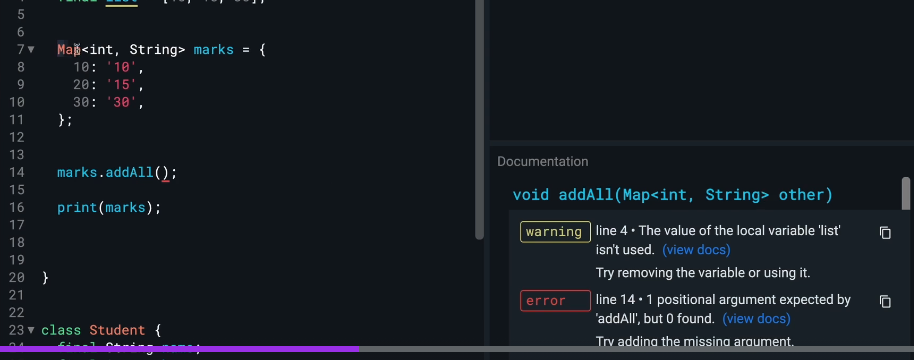 5
6
7 Map<int, String> marks = {
8 10: '10',
9 20: '15',
10 30: '30',
11 };
12
13
14 marks.addAll();
15
16 print(marks);
17
18
19
20 }
21
22
23 class Student {
Documentation
void addAll(Map<int, String> other)
warning line 4 • The value of the local variable 'list'
isn't used. (view docs)
Try removing the variable or using it.
error line 14 • 1 positional argument expected by
'addAll', but 0 found. (view docs)
Try adding the missing argument.